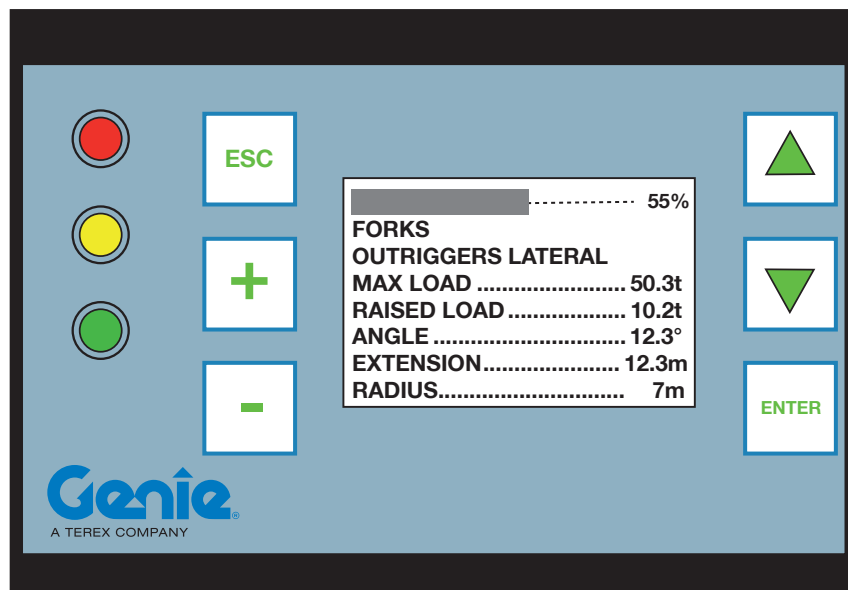 ESC
+
-
55%
FORKS
OUTRIGGERS LATERAL
MAX LOAD ........................ 50.3t
RAISED LOAD ................... 10.2t
ANGLE ............................... 12.3°
EXTENSION...................... 12.3m
RADIUS.............................. 7m
ENTER
Genie®
A TEREX COMPANY